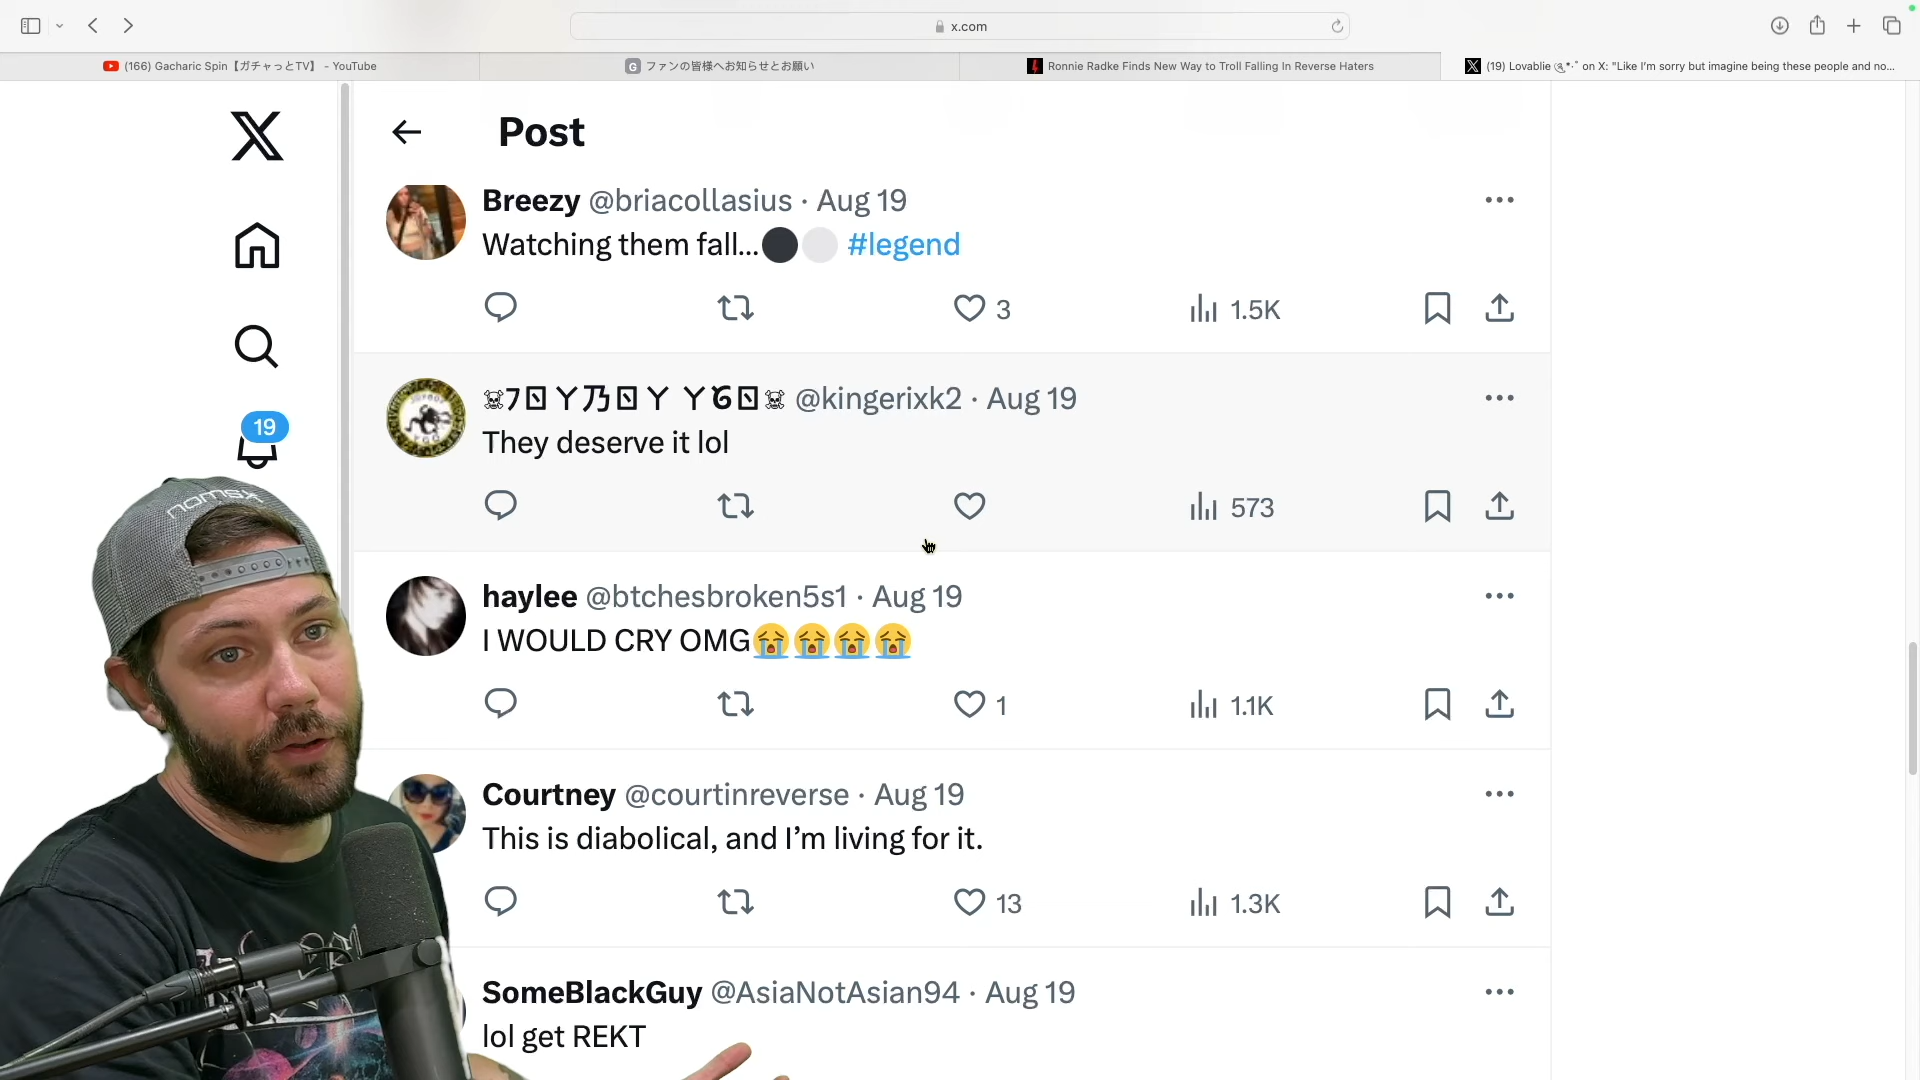 x.com
(166) Gacharic Spin【ガチャっとTV】 - YouTube
ファンの皆様へお知らせとお願い
Ronnie Radke Finds New Way to Troll Falling In Reverse Haters
on X: "Like I'm sorry but imagine being these people and no...
Post
Breezy @briacollasius · Aug 19
Watching them fall... #legend
3
1.5K
@kingerixk2 · Aug 19
They deserve it lol
573
19
haylee @btchesbroken5s1 · Aug 19
I WOULD CRY OMG😭😭😭😭
1
1.1K
Courtney @courtinreverse · Aug 19
This is diabolical, and I'm living for it.
13
1.3K
SomeBlackGuy @AsiaNotAsian94 · Aug 19
lol get REKT